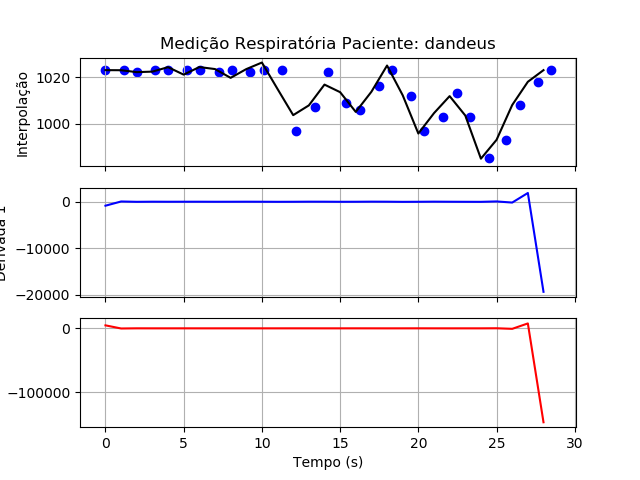 Medição Respiratória Paciente: dandeus
Interpolação
1020
1000
Derivada 1
0
−10000
−20000
0
−100000
0 5 10 15 20 25 30
Tempo (s)